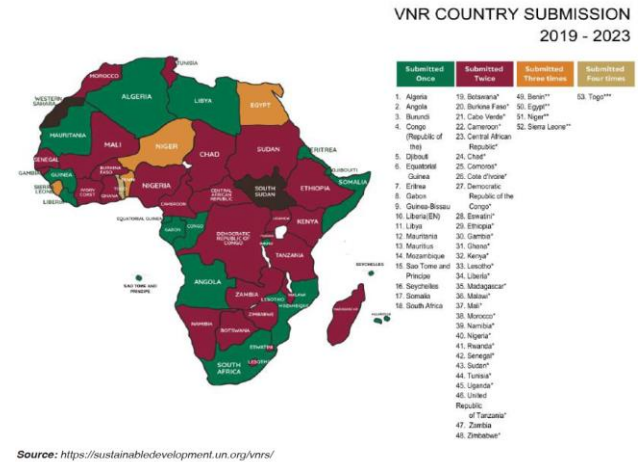 VNR COUNTRY SUBMISSION
2019 - 2023
Submitted Once
Submitted Twice
Submitted Three times
Submitted Four times
1. Algeria
2. Angola
3. Burundi
4. Congo
(Republic of
the)
5. Djibouti
6. Equatorial
Guinea
7. Eritrea
8. Gabon
9. Guinea-Bissau
10. Liberia(EN)
11. Libya
12. Mauritania
13. Mauritius
14. Mozambique
15. Sao Tome and
Principe
16. Seychelles
17. Somalia
18. South Africa
19. Botswana*
20. Burkina Faso*
21. Cabo Verde*
22. Cameroon*
23. Central African
Republic*
24. Chad*
25. Comoros*
26. Cote d'Ivoire*
27. Democratic
Republic of the
Congo*
28. Eswatini*
29. Ethiopia*
30. Gambia*
31. Ghana*
32. Kenya*
33. Lesotho*
34. Liberia*
35. Madagascar*
36. Malawi*
37. Mali*
38. Morocco*
39. Namibia*
40. Nigeria*
41. Rwanda*
42. Senegal*
43. Sudan*
44. Tunisia*
45. Uganda*
46. United
Republic
of Tanzania*
47. Zambia
48. Zimbabwe*
49. Benin**
50. Egypt**
51. Niger**
52. Sierra Leone**
53. Togo***
TUNISIA
MOROCCO
ALGERIA
LIBYA
EGYPT
WESTERN
SAHARA
MAURITANIA
MALI
NIGER
CHAD
SUDAN
ERITREA
SENEGAL
GAMBIA
GUINEA
BURKINA
FASO
DJIBOUTI
SOMALIA
SIERRA
LEONE
LIBERIA
IVORY
COAST
GHANA
NIGERIA
CAMEROON
CENTRAL
AFRICAN
REPUBLIC
SOUTH
SUDAN
ETHIOPIA
EQUATORIAL GUINEA
GABON
CONGO
DEMOCRATIC
REPUBLIC OF
CONGO
KENYA
TANZANIA
SEYCHELLES
SAO TOME AND
PRINCIPE
ANGOLA
ZAMBIA
ZIMBABWE
NAMIBIA
BOTSWANA
SOUTH
AFRICA
Source: https://sustainabledevelopment.un.org/vnrs/